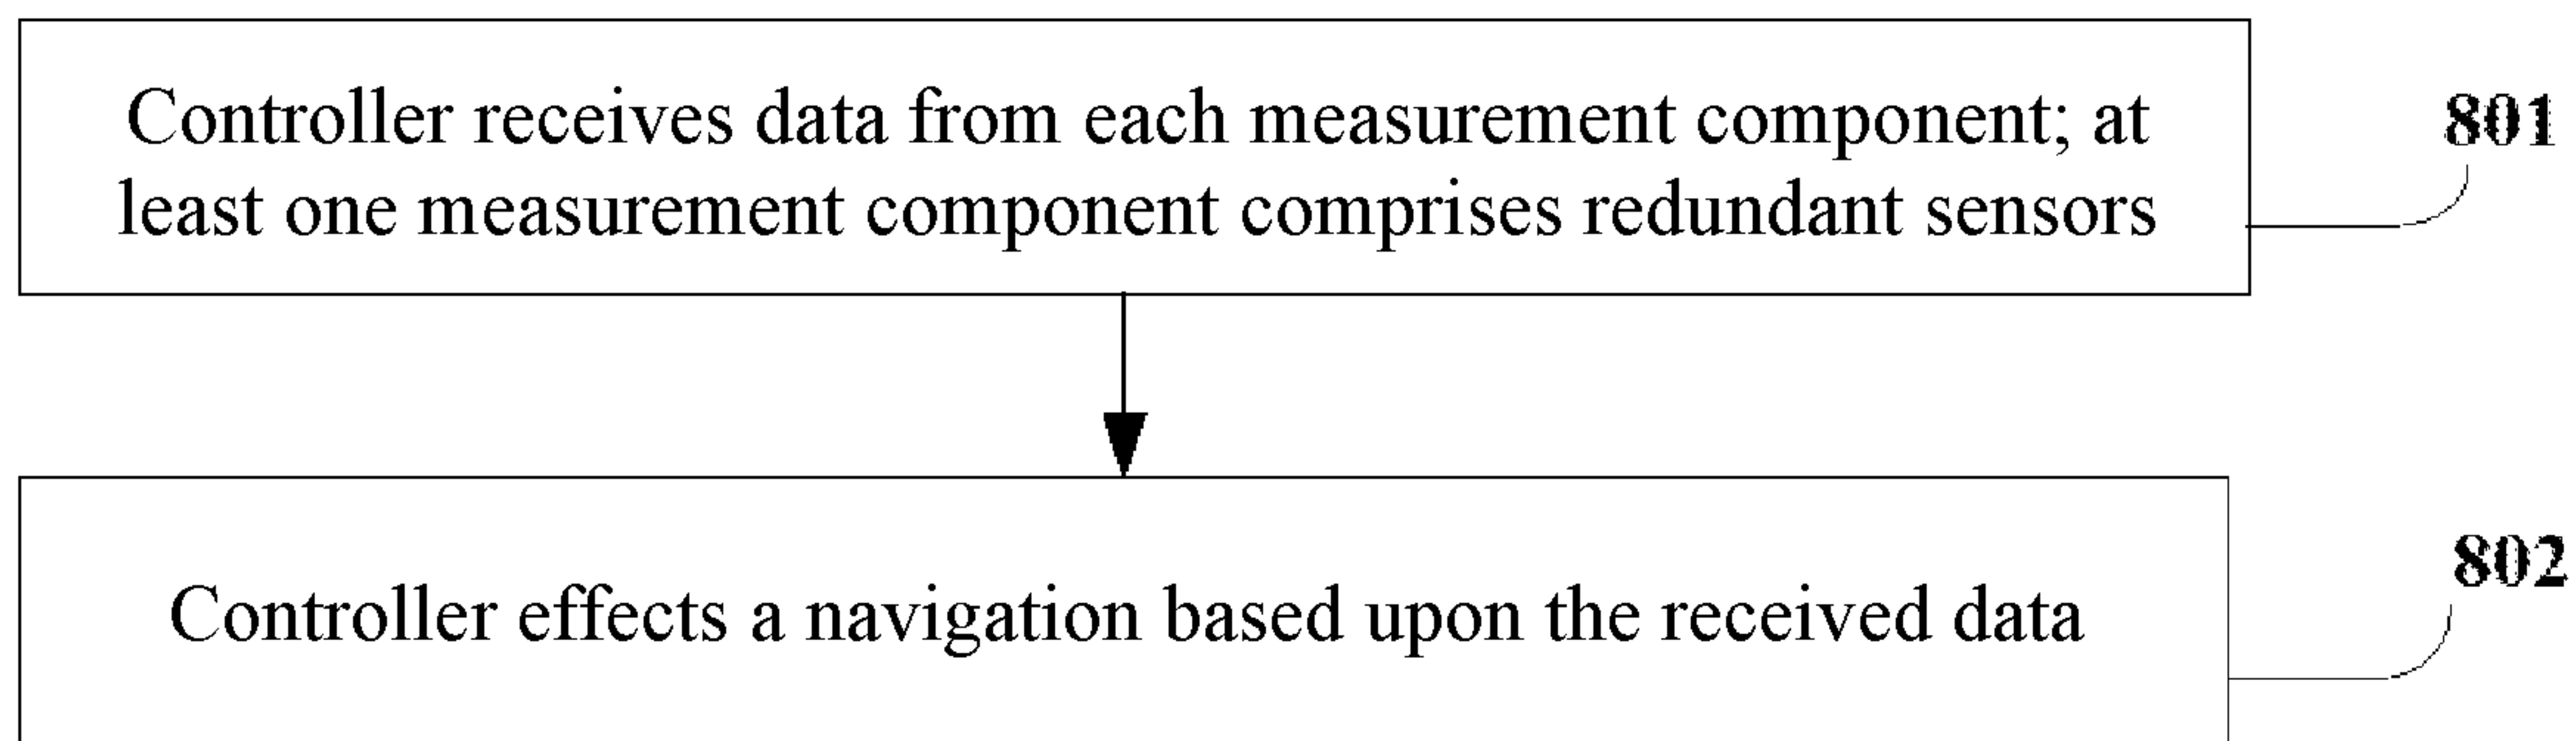 Controller receives data from each measurement component; at
least one measurement component comprises redundant sensors
801
Controller effects a navigation based upon the received data
802